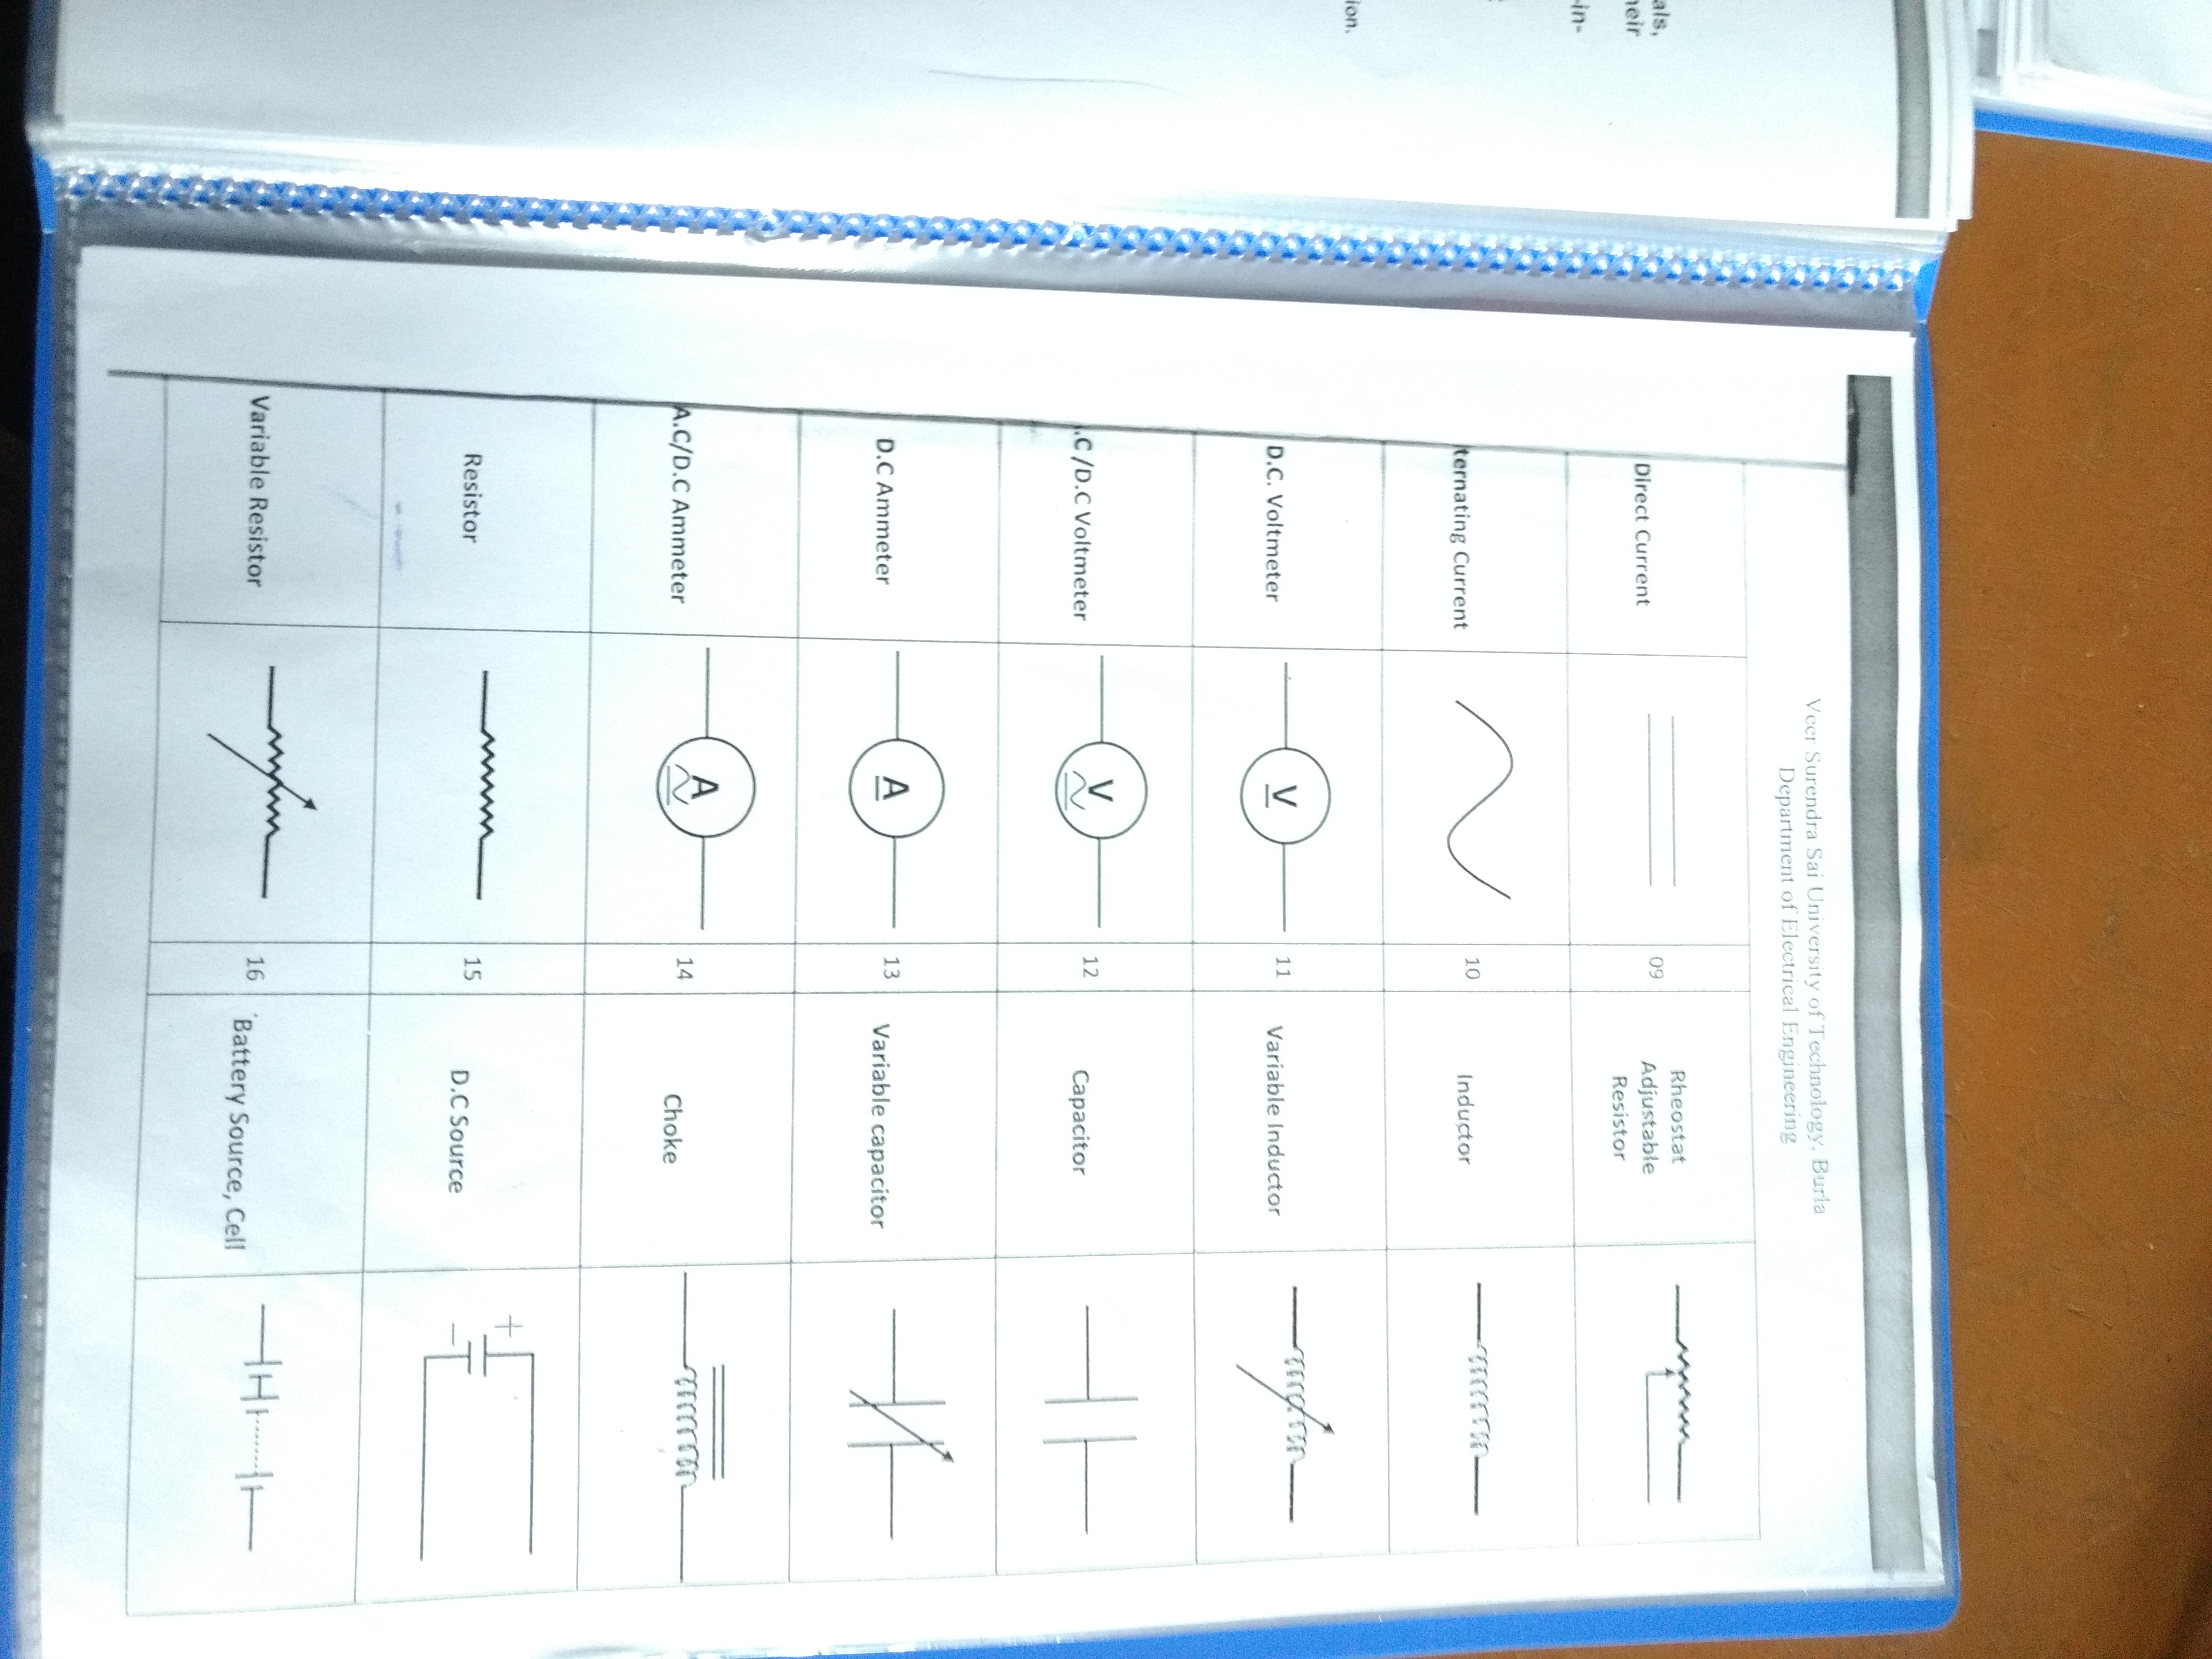 als,
heir
-in-
ion.
Veer Surendra Sai University of Technology, Burla
Department of Electrical Engineering
Direct Current
09
Rheostat
Adjustable
Resistor
ternating Current
10
Inductor
D.C. Voltmeter
V
11
Variable Inductor
.C /D.C Voltmeter
V
12
Capacitor
D.C Ammeter
A
13
Variable capacitor
A.C/D.C Ammeter
A
14
Choke
Resistor
15
D.C Source
+
−
Variable Resistor
16
Battery Source, Cell